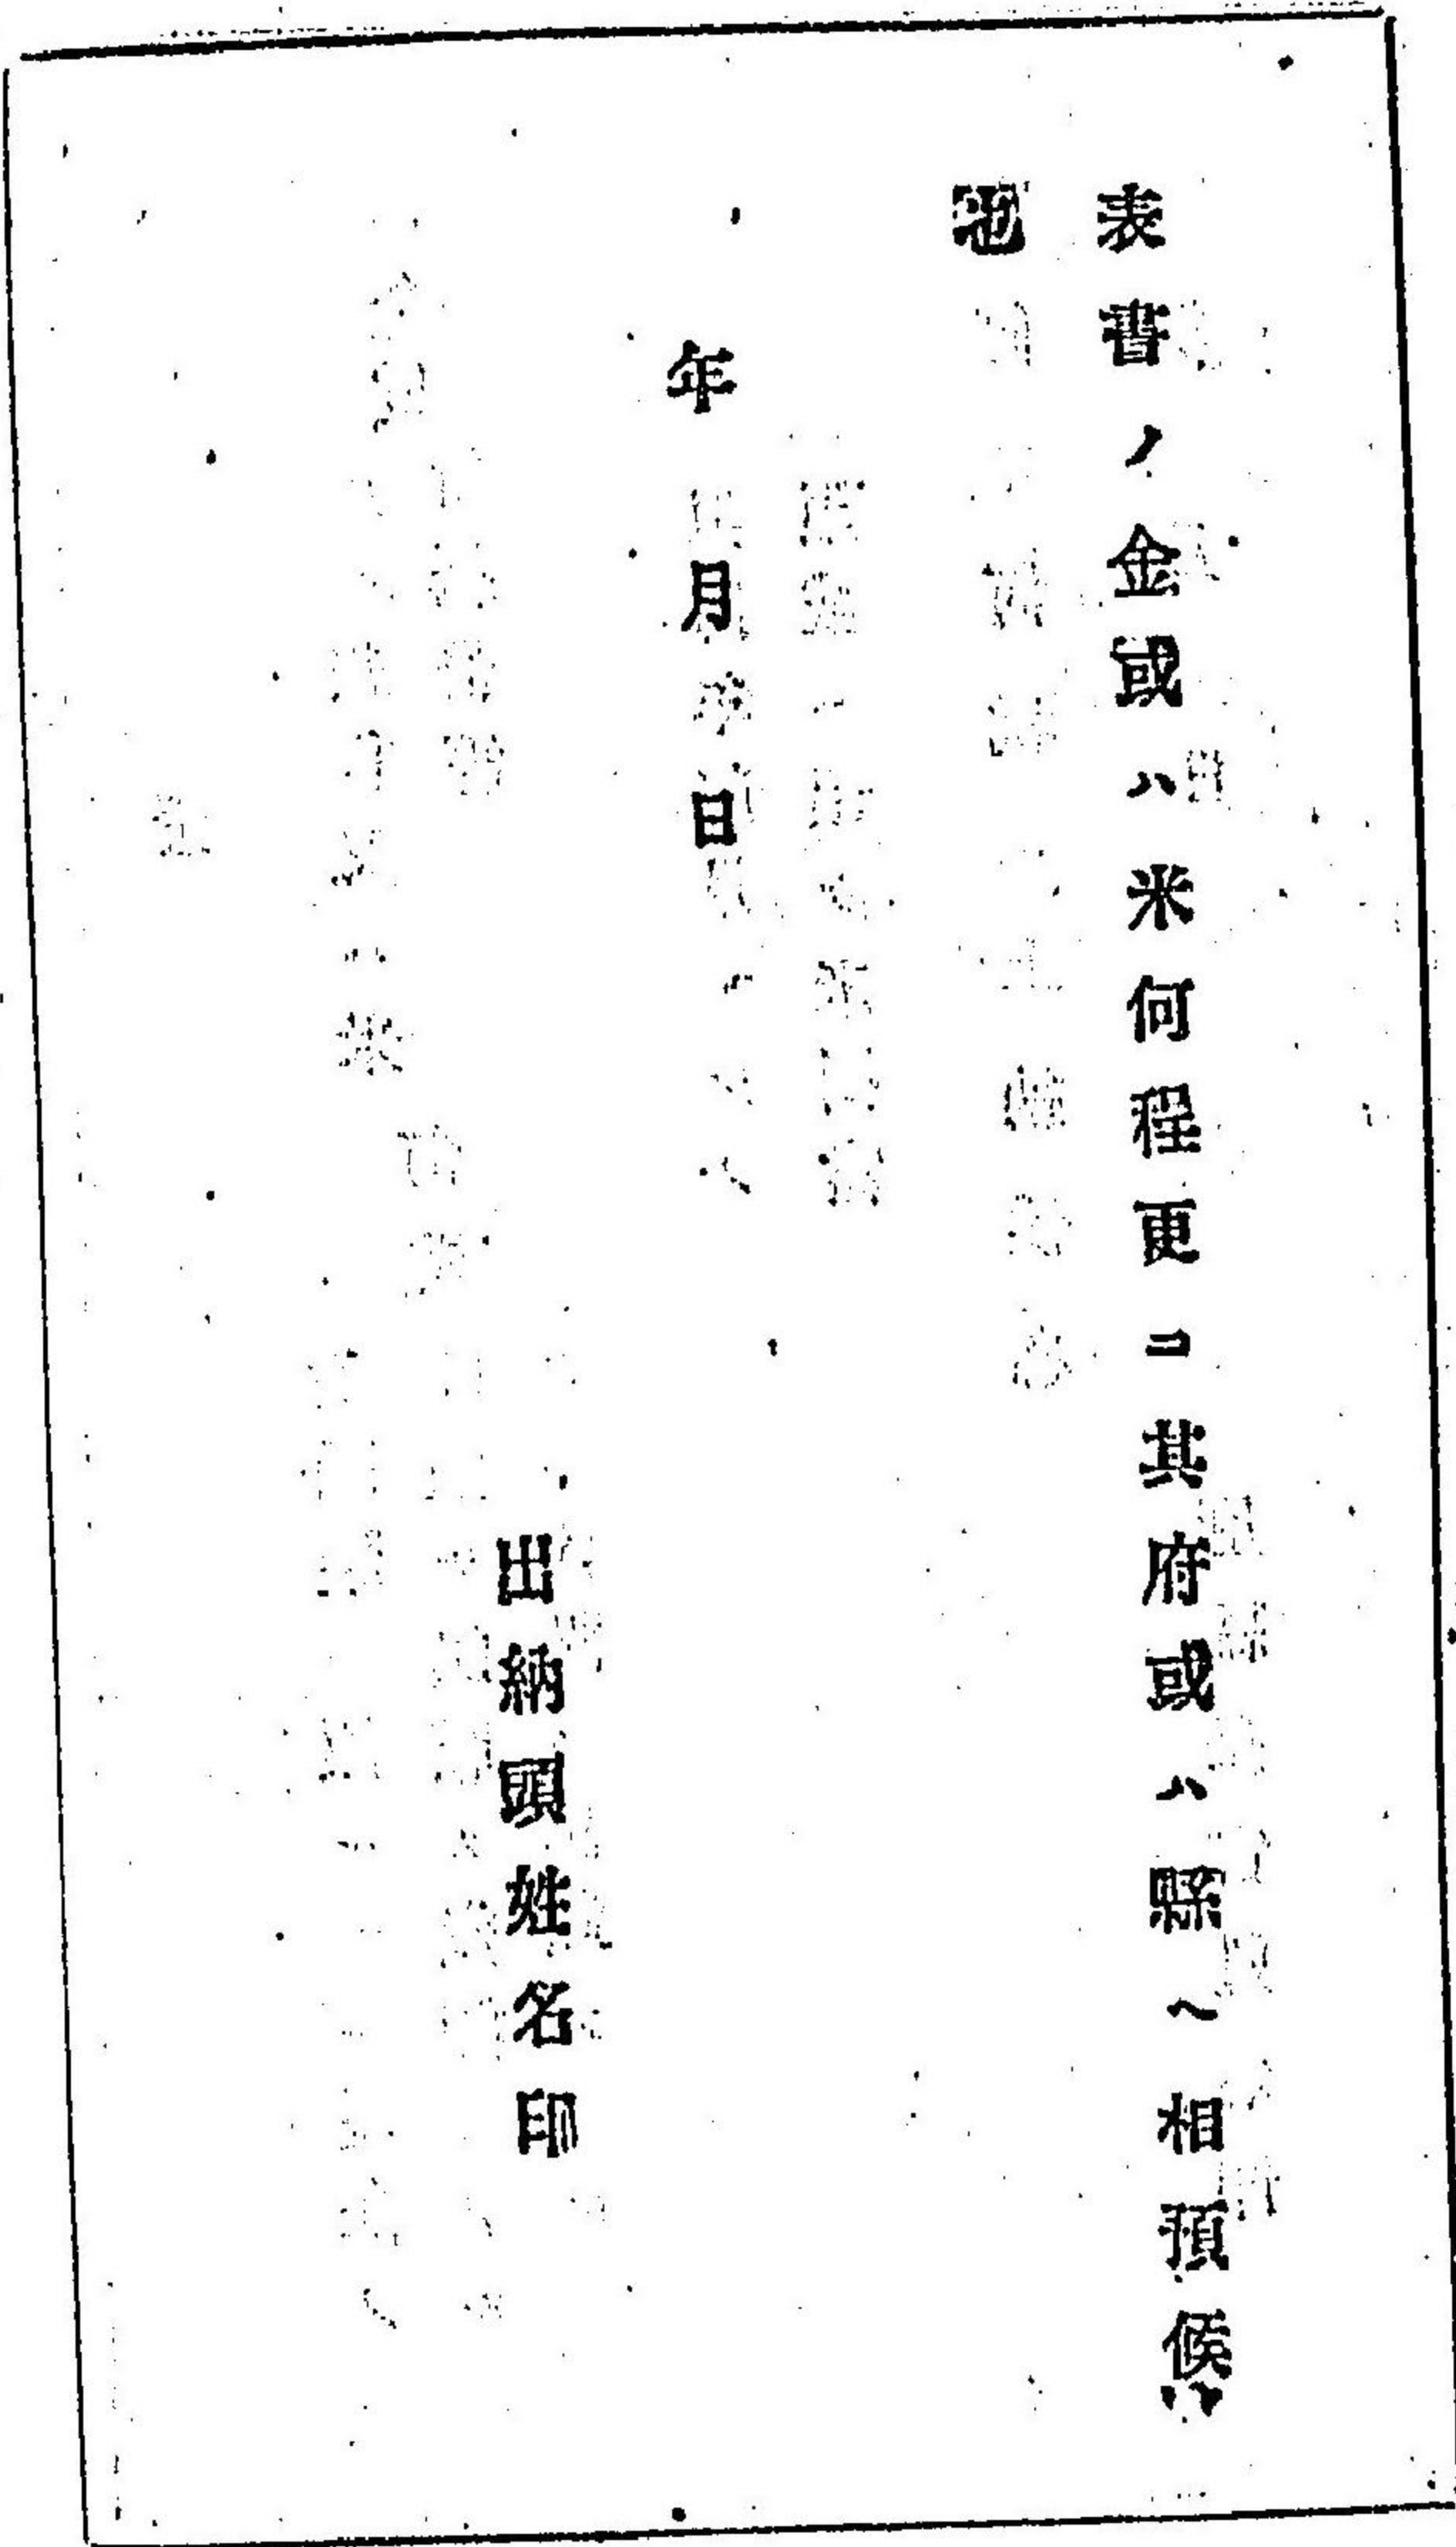 表書ノ金或ハ米何程更ニ其府或ハ縣ヘ相預候
也
年月日
出納頭姓名印